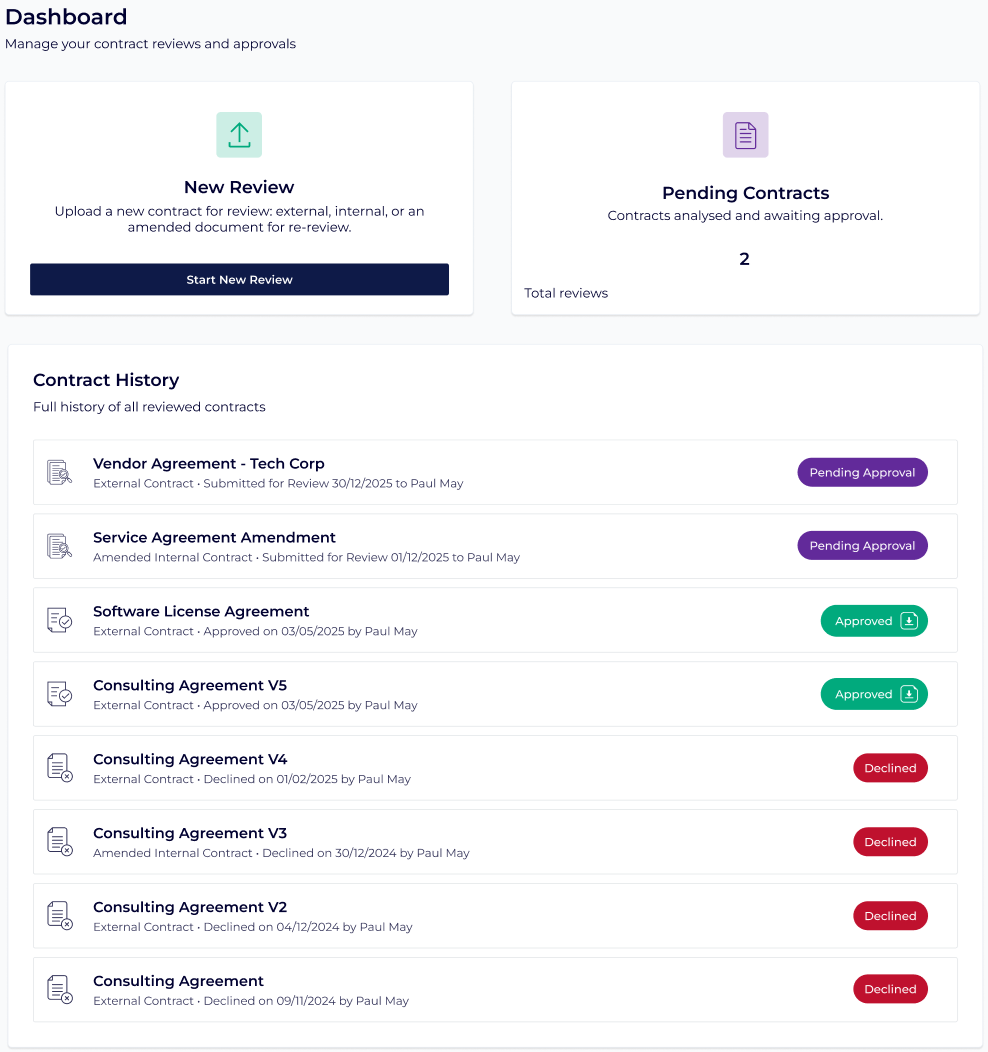 Dashboard
Manage your contract reviews and approvals
New Review
Upload a new contract for review: external, internal, or an
amended document for re-review.
Start New Review
Pending Contracts
Contracts analysed and awaiting approval.
2
Total reviews
Contract History
Full history of all reviewed contracts
Vendor Agreement - Tech Corp
External Contract • Submitted for Review 30/12/2025 to Paul May
Pending Approval
Service Agreement Amendment
Amended Internal Contract • Submitted for Review 01/12/2025 to Paul May
Pending Approval
Software License Agreement
External Contract • Approved on 03/05/2025 by Paul May
Approved
Consulting Agreement V5
External Contract • Approved on 03/05/2025 by Paul May
Approved
Consulting Agreement V4
External Contract • Declined on 01/02/2025 by Paul May
Declined
Consulting Agreement V3
Amended Internal Contract • Declined on 30/12/2024 by Paul May
Declined
Consulting Agreement V2
External Contract • Declined on 04/12/2024 by Paul May
Declined
Consulting Agreement
External Contract • Declined on 09/11/2024 by Paul May
Declined